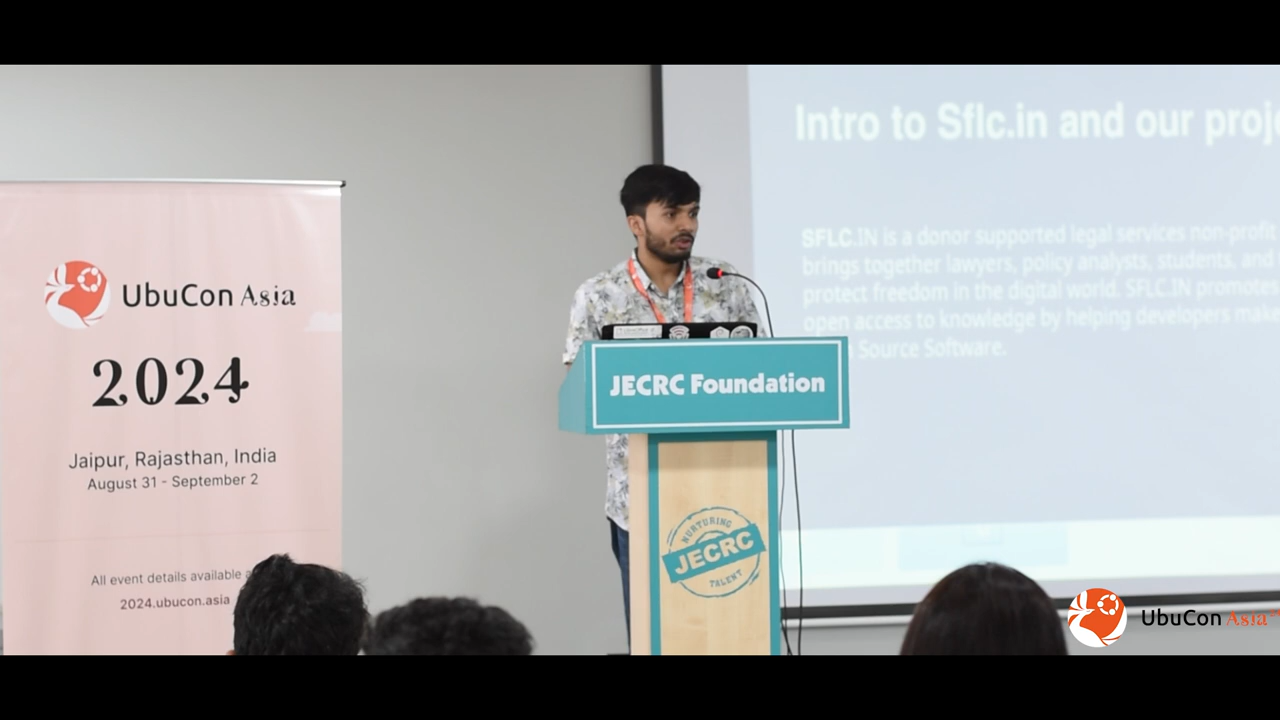 UbuCon Asia
2024
Jaipur, Rajasthan, India
August 31 - September 2
All event details available
2024.ubucon.asia
Intro to Sflc.in and our proj
SFLC.IN is a donor supported legal services non-profit
brings together lawyers, policy analysts, students, and
protect freedom in the digital world. SFLC.IN promotes
open access to knowledge by helping developers make
Source Software.
JECRC Foundation
NURTURING
JECRC
TALENT
UbuCon Asia